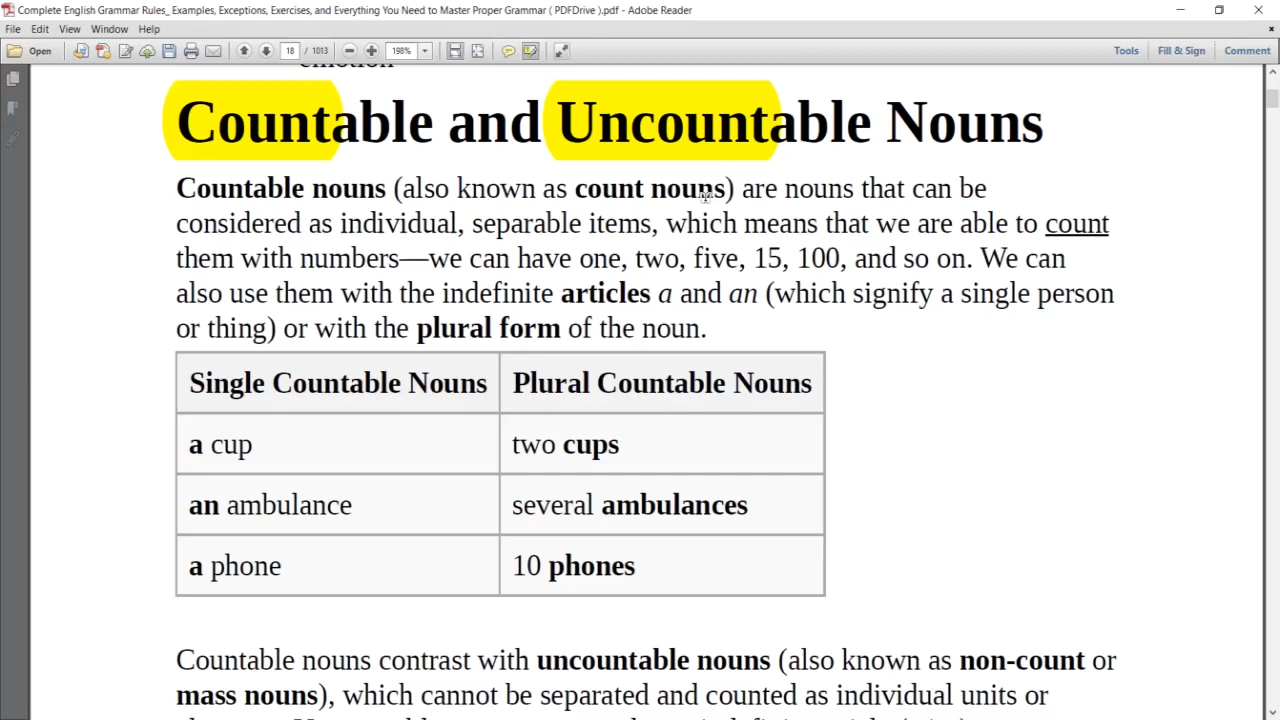 Complete English Grammar Rules_ Examples, Exceptions, Exercises, and Everything You Need to Master Proper Grammar ( PDFDrive ).pdf - Adobe Reader
File Edit View Window Help
Open 18 / 1013 198% Tools Fill & Sign Comment
emotion
Countable and Uncountable Nouns
Countable nouns (also known as count nouns) are nouns that can be
considered as individual, separable items, which means that we are able to count
them with numbers—we can have one, two, five, 15, 100, and so on. We can
also use them with the indefinite articles a and an (which signify a single person
or thing) or with the plural form of the noun.
Single Countable Nouns Plural Countable Nouns
a cup two cups
an ambulance several ambulances
a phone 10 phones
Countable nouns contrast with uncountable nouns (also known as non-count or
mass nouns), which cannot be separated and counted as individual units or